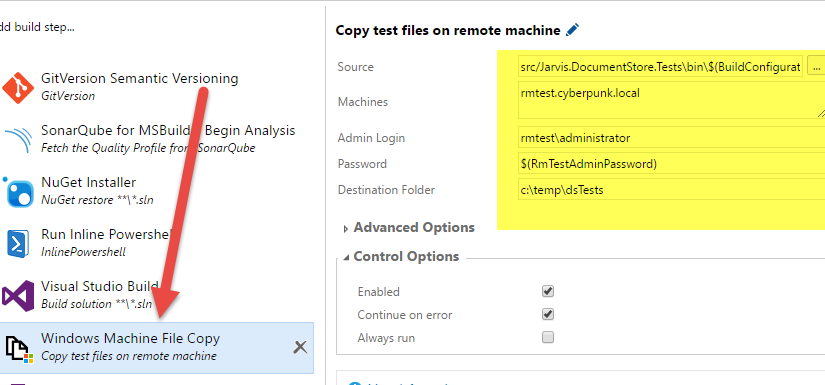 dd build step...
GitVersion Semantic Versioning
GitVersion
SonarQube for MSBuild Begin Analysis
Fetch the Quality Profile from SonarQube
NuGet Installer
NuGet restore **\*.sln
Run Inline Powershell
InlinePowershell
Visual Studio Build
Build solution **\*.sln
Windows Machine File Copy
Copy test files on remote machine
Copy test files on remote machine
Source
src/Jarvis.DocumentStore.Tests\bin\$(BuildConfigurat
...
Machines
rmtest.cyberpunk.local
Admin Login
rmtest\administrator
Password
$(RmTestAdminPassword)
Destination Folder
c:\temp\dsTests
Advanced Options
Control Options
Enabled
Continue on error
Always run